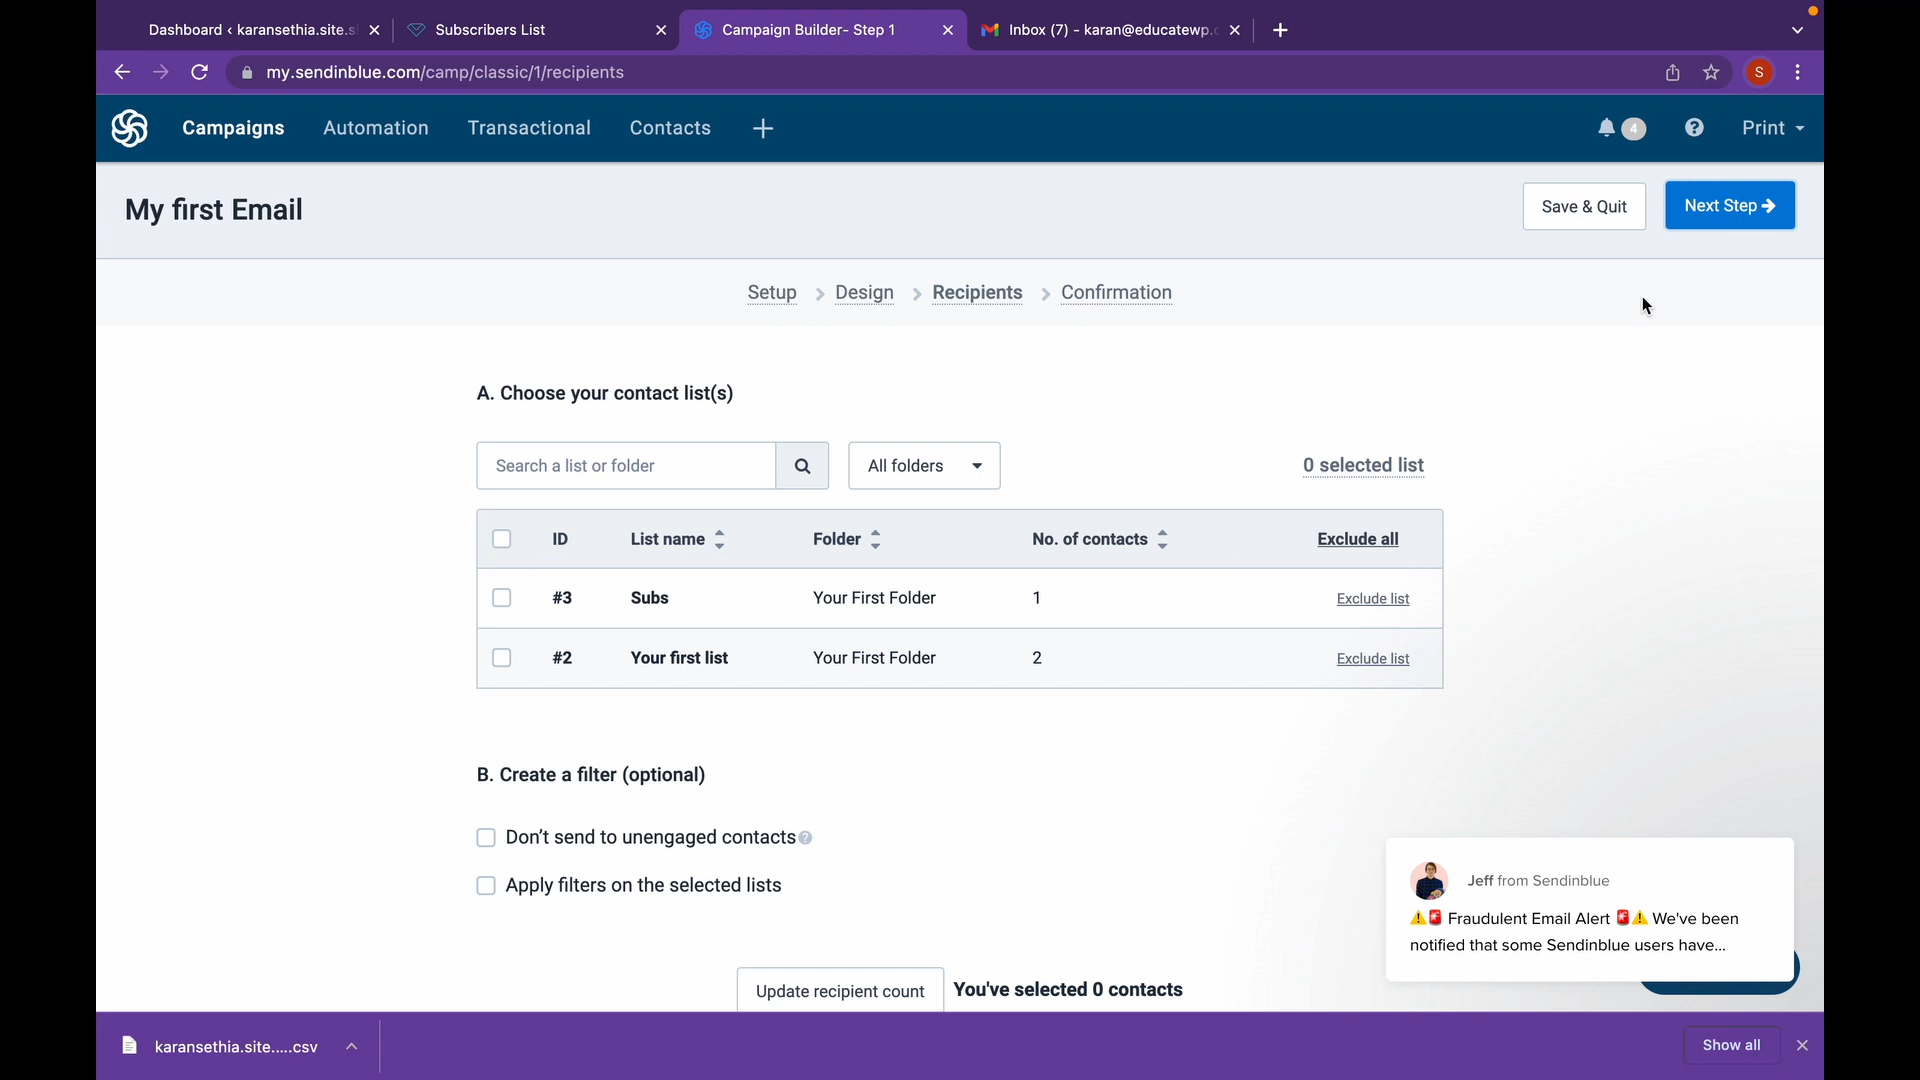 Dashboard ‹ karansethia.site.s
Subscribers List
Campaign Builder- Step 1
Inbox (7) - karan@educatewp.c
my.sendinblue.com/camp/classic/1/recipients
S
Campaigns
Automation
Transactional
Contacts
4
Print
My first Email
Save & Quit
Next Step
Setup
Design
Recipients
Confirmation
A. Choose your contact list(s)
Search a list or folder
All folders
0 selected list
ID List name Folder No. of contacts Exclude all
#3 Subs Your First Folder 1 Exclude list
#2 Your first list Your First Folder 2 Exclude list
B. Create a filter (optional)
Don't send to unengaged contacts
Apply filters on the selected lists
Jeff from Sendinblue
⚠️🚨 Fraudulent Email Alert 🚨⚠️ We've been
notified that some Sendinblue users have...
Update recipient count
You've selected 0 contacts
karansethia.site.....csv
Show all